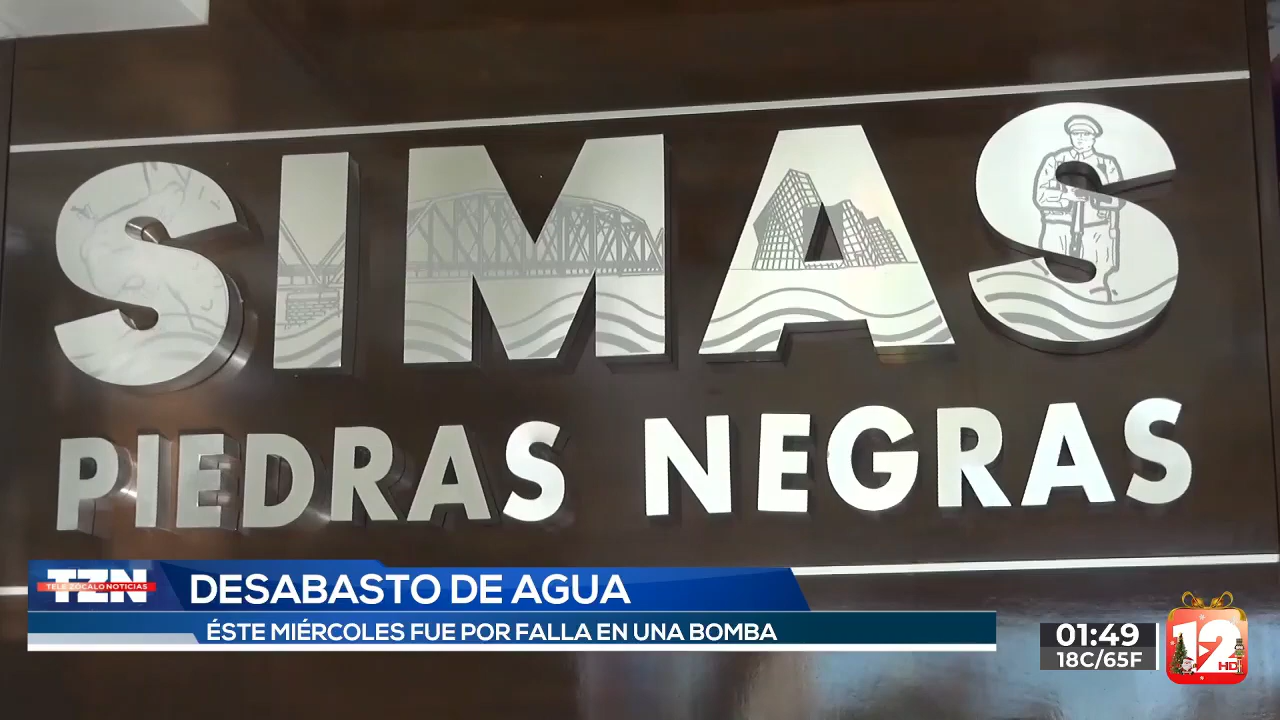 SIMAS
PIEDRAS NEGRAS
TZN
TELE ZÓCALO NOTICIAS
DESABASTO DE AGUA
ÉSTE MIÉRCOLES FUE POR FALLA EN UNA BOMBA
01:49
18C/65F
12
HD